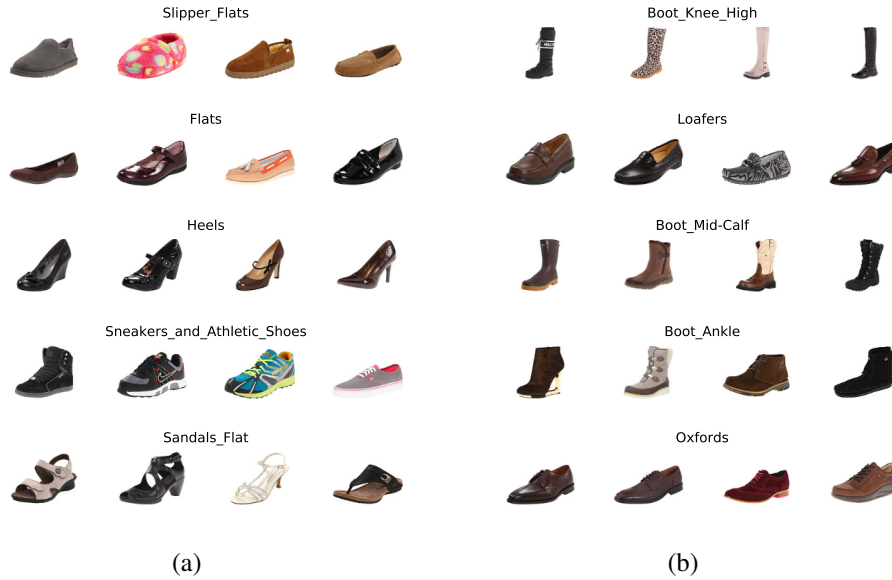 Slipper_Flats
Flats
Heels
Sneakers_and_Athletic_Shoes
Sandals_Flat
(a)
Boot_Knee_High
Loafers
Boot_Mid-Calf
Boot_Ankle
Oxfords
(b)